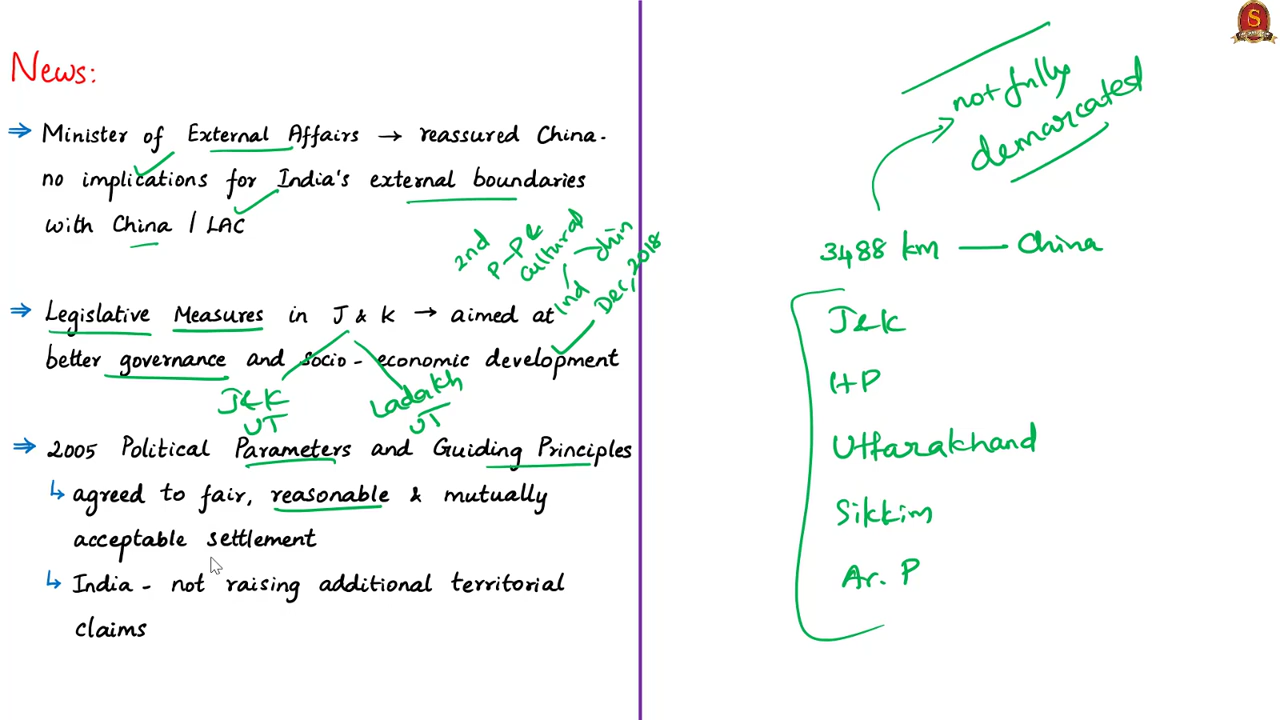 News:
⇒ Minister of External Affairs → reassured China-
no implications for India's external boundaries
with China / LAC
2nd
P-P &
cultural
Ind
chin
Dec, 2018
⇒ Legislative Measures in J & K → aimed at
better governance and socio-economic development
J&K
UT
Ladakh
UT
⇒ 2005 Political Parameters and Guiding Principles
↳ agreed to fair, reasonable & mutually
acceptable settlement
↳ India - not raising additional territorial
claims
not fully
demarcated
3488 km — China
J&K
HP
Uttarakhand
Sikkim
Ar. P
S